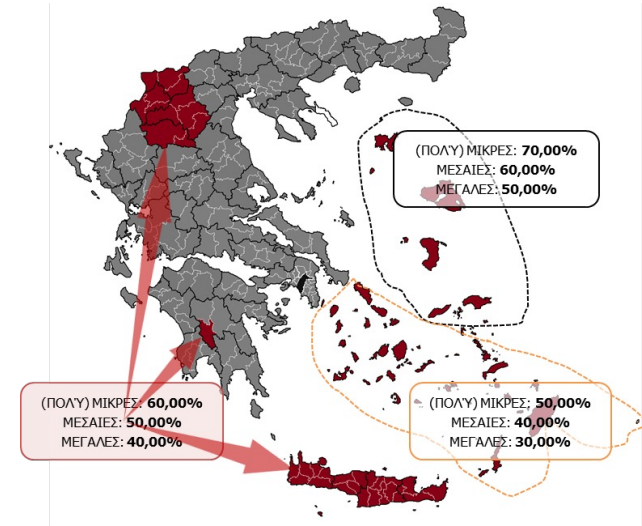 (ΠΟΛΎ) ΜΙΚΡΕΣ: 70,00%
ΜΕΣΑΙΕΣ: 60,00%
ΜΕΓΑΛΕΣ: 50,00%
(ΠΟΛΎ) ΜΙΚΡΕΣ: 60,00%
ΜΕΣΑΙΕΣ: 50,00%
ΜΕΓΑΛΕΣ: 40,00%
(ΠΟΛΎ) ΜΙΚΡΕΣ: 50,00%
ΜΕΣΑΙΕΣ: 40,00%
ΜΕΓΑΛΕΣ: 30,00%